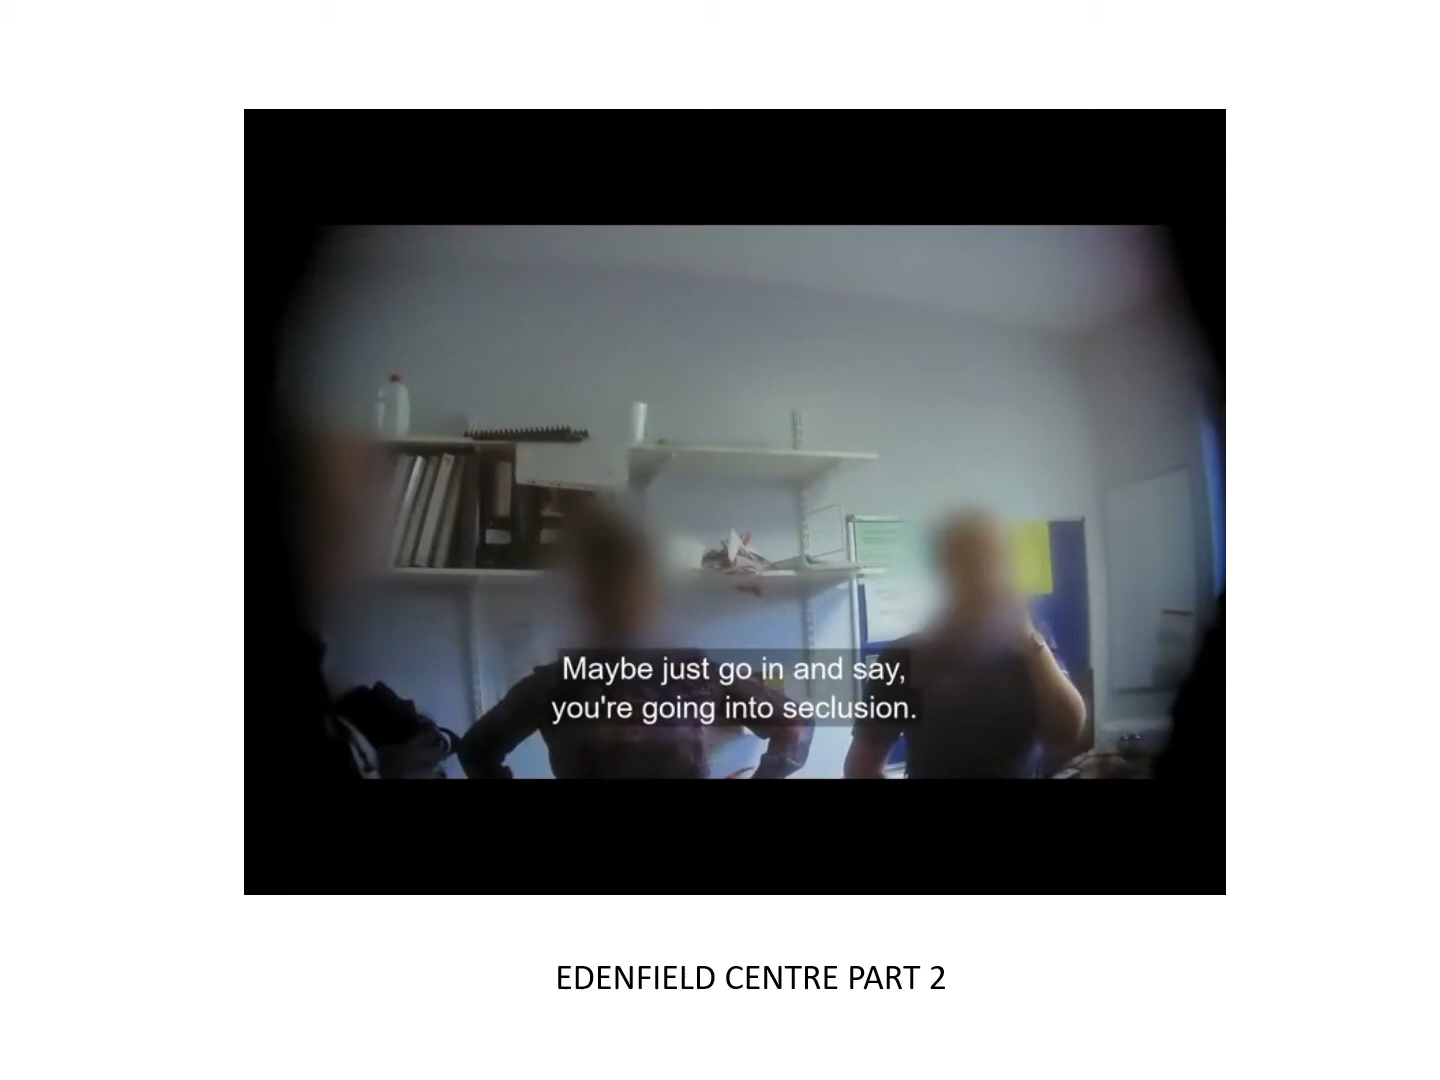 Maybe just go in and say,
you're going into seclusion.
EDENFIELD CENTRE PART 2